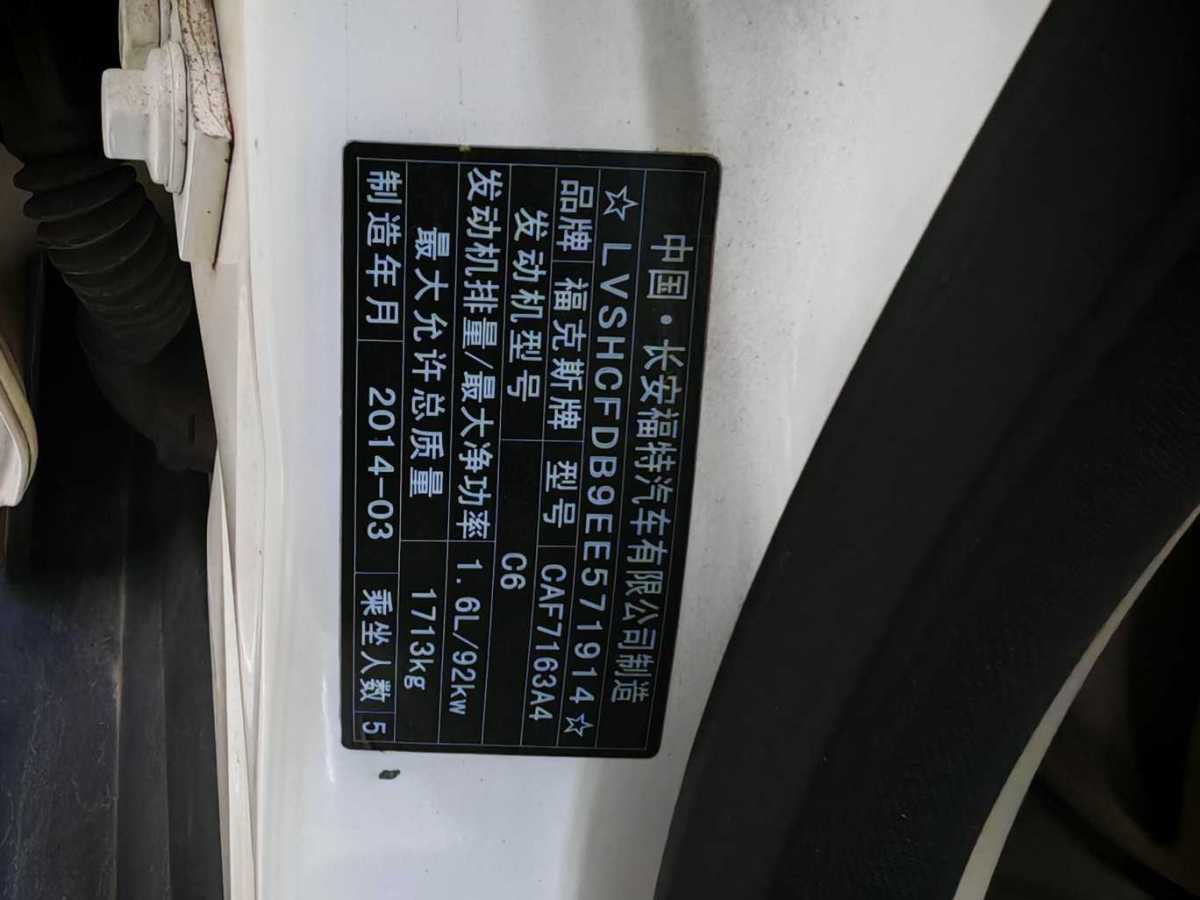 中国·长安福特汽车有限公司制造
☆LVSHCFDB9EE571914☆
品牌 福克斯牌 型号 CAF7163A4
发动机型号 C6
发动机排量/最大净功率 1.6L/92kw
最大允许总质量 1713kg
制造年月 2014-03 乘坐人数 5